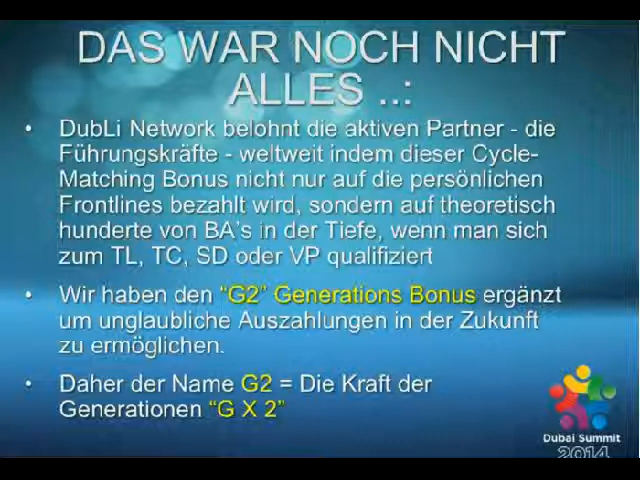 DAS WAR NOCH NICHT
ALLES ..:
• DubLi Network belohnt die aktiven Partner - die
Führungskräfte - weltweit indem dieser Cycle-
Matching Bonus nicht nur auf die persönlichen
Frontlines bezahlt wird, sondern auf theoretisch
hunderte von BA's in der Tiefe, wenn man sich
zum TL, TC, SD oder VP qualifiziert
• Wir haben den “G2” Generations Bonus ergänzt
um unglaubliche Auszahlungen in der Zukunft
zu ermöglichen.
• Daher der Name G2 = Die Kraft der
Generationen “G X 2”
Dubai Summit
2014